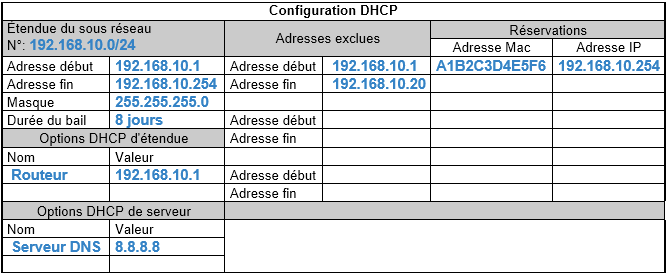 Configuration DHCP
Étendue du sous réseau
N°: 192.168.10.0/24
Adresses exclues
Réservations
Adresse Mac Adresse IP
Adresse début 192.168.10.1 Adresse début 192.168.10.1 A1B2C3D4E5F6 192.168.10.254
Adresse fin 192.168.10.254 Adresse fin 192.168.10.20
Masque 255.255.255.0
Durée du bail 8 jours Adresse début
Options DHCP d'étendue Adresse fin
Nom Valeur
Routeur 192.168.10.1 Adresse début
Adresse fin
Options DHCP de serveur
Nom Valeur
Serveur DNS 8.8.8.8